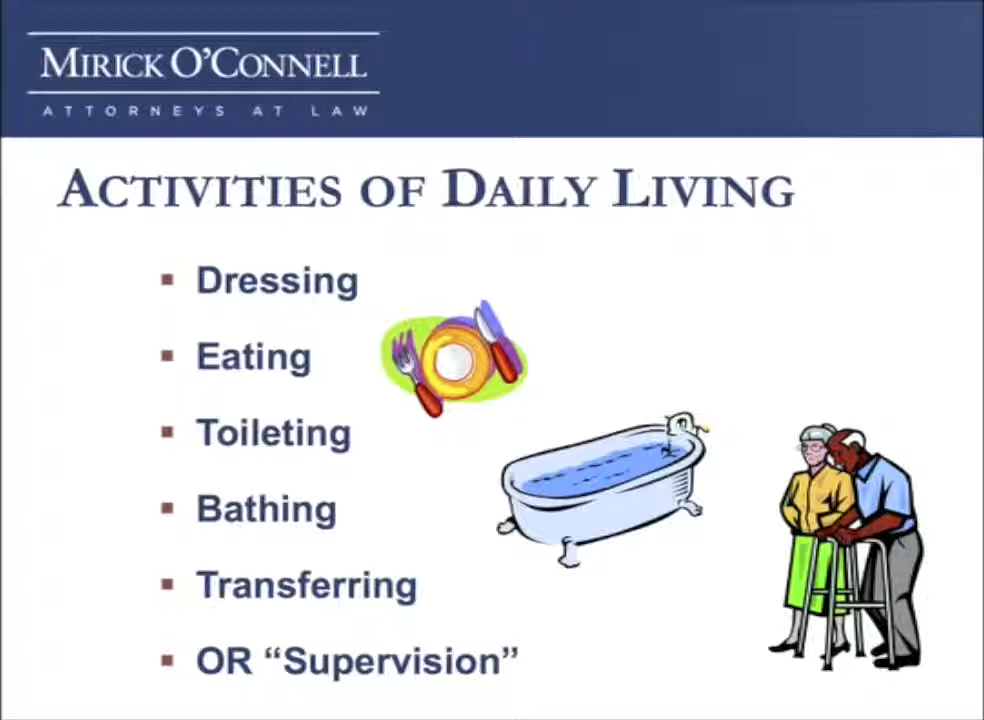 MIRICK O'CONNELL
ATTORNEYS AT LAW
ACTIVITIES OF DAILY LIVING
▪ Dressing
▪ Eating
▪ Toileting
▪ Bathing
▪ Transferring
▪ OR “Supervision”